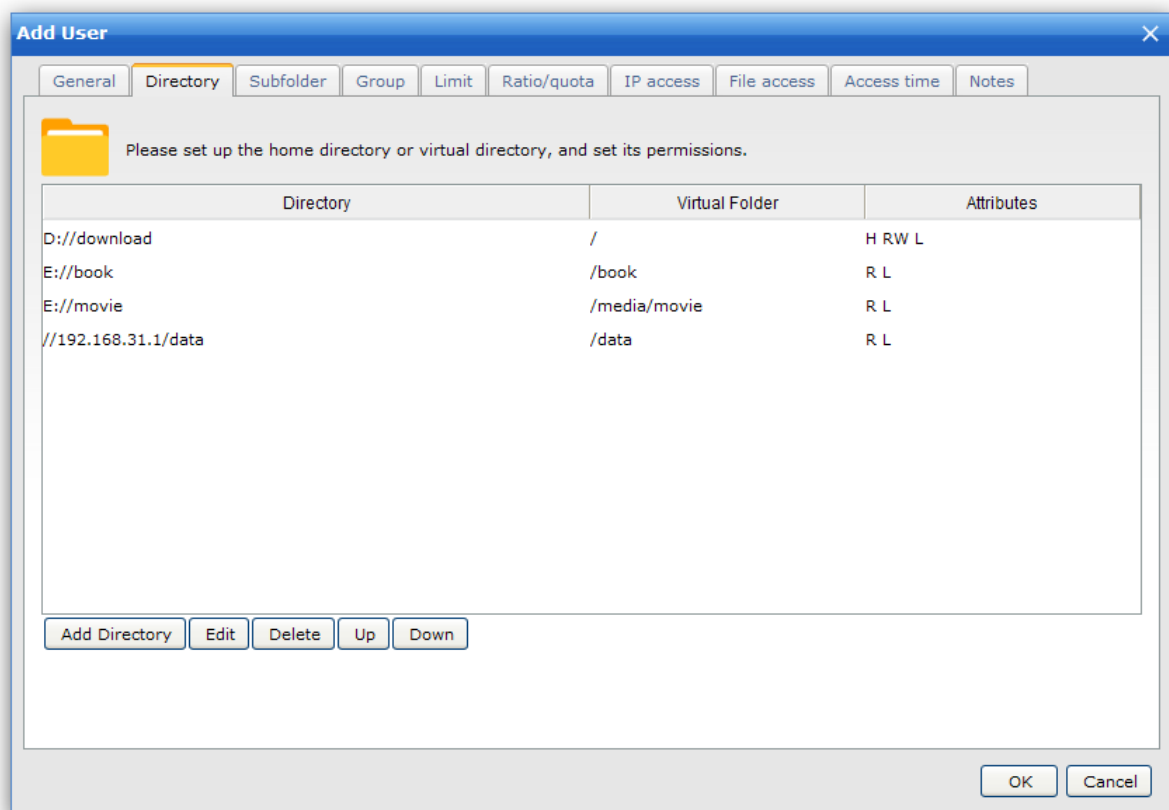 Add User
General Directory Subfolder Group Limit Ratio/quota IP access File access Access time Notes
Please set up the home directory or virtual directory, and set its permissions.
Directory Virtual Folder Attributes
D://download / H RW L
E://book /book R L
E://movie /media/movie R L
//192.168.31.1/data /data R L
Add Directory Edit Delete Up Down
OK Cancel